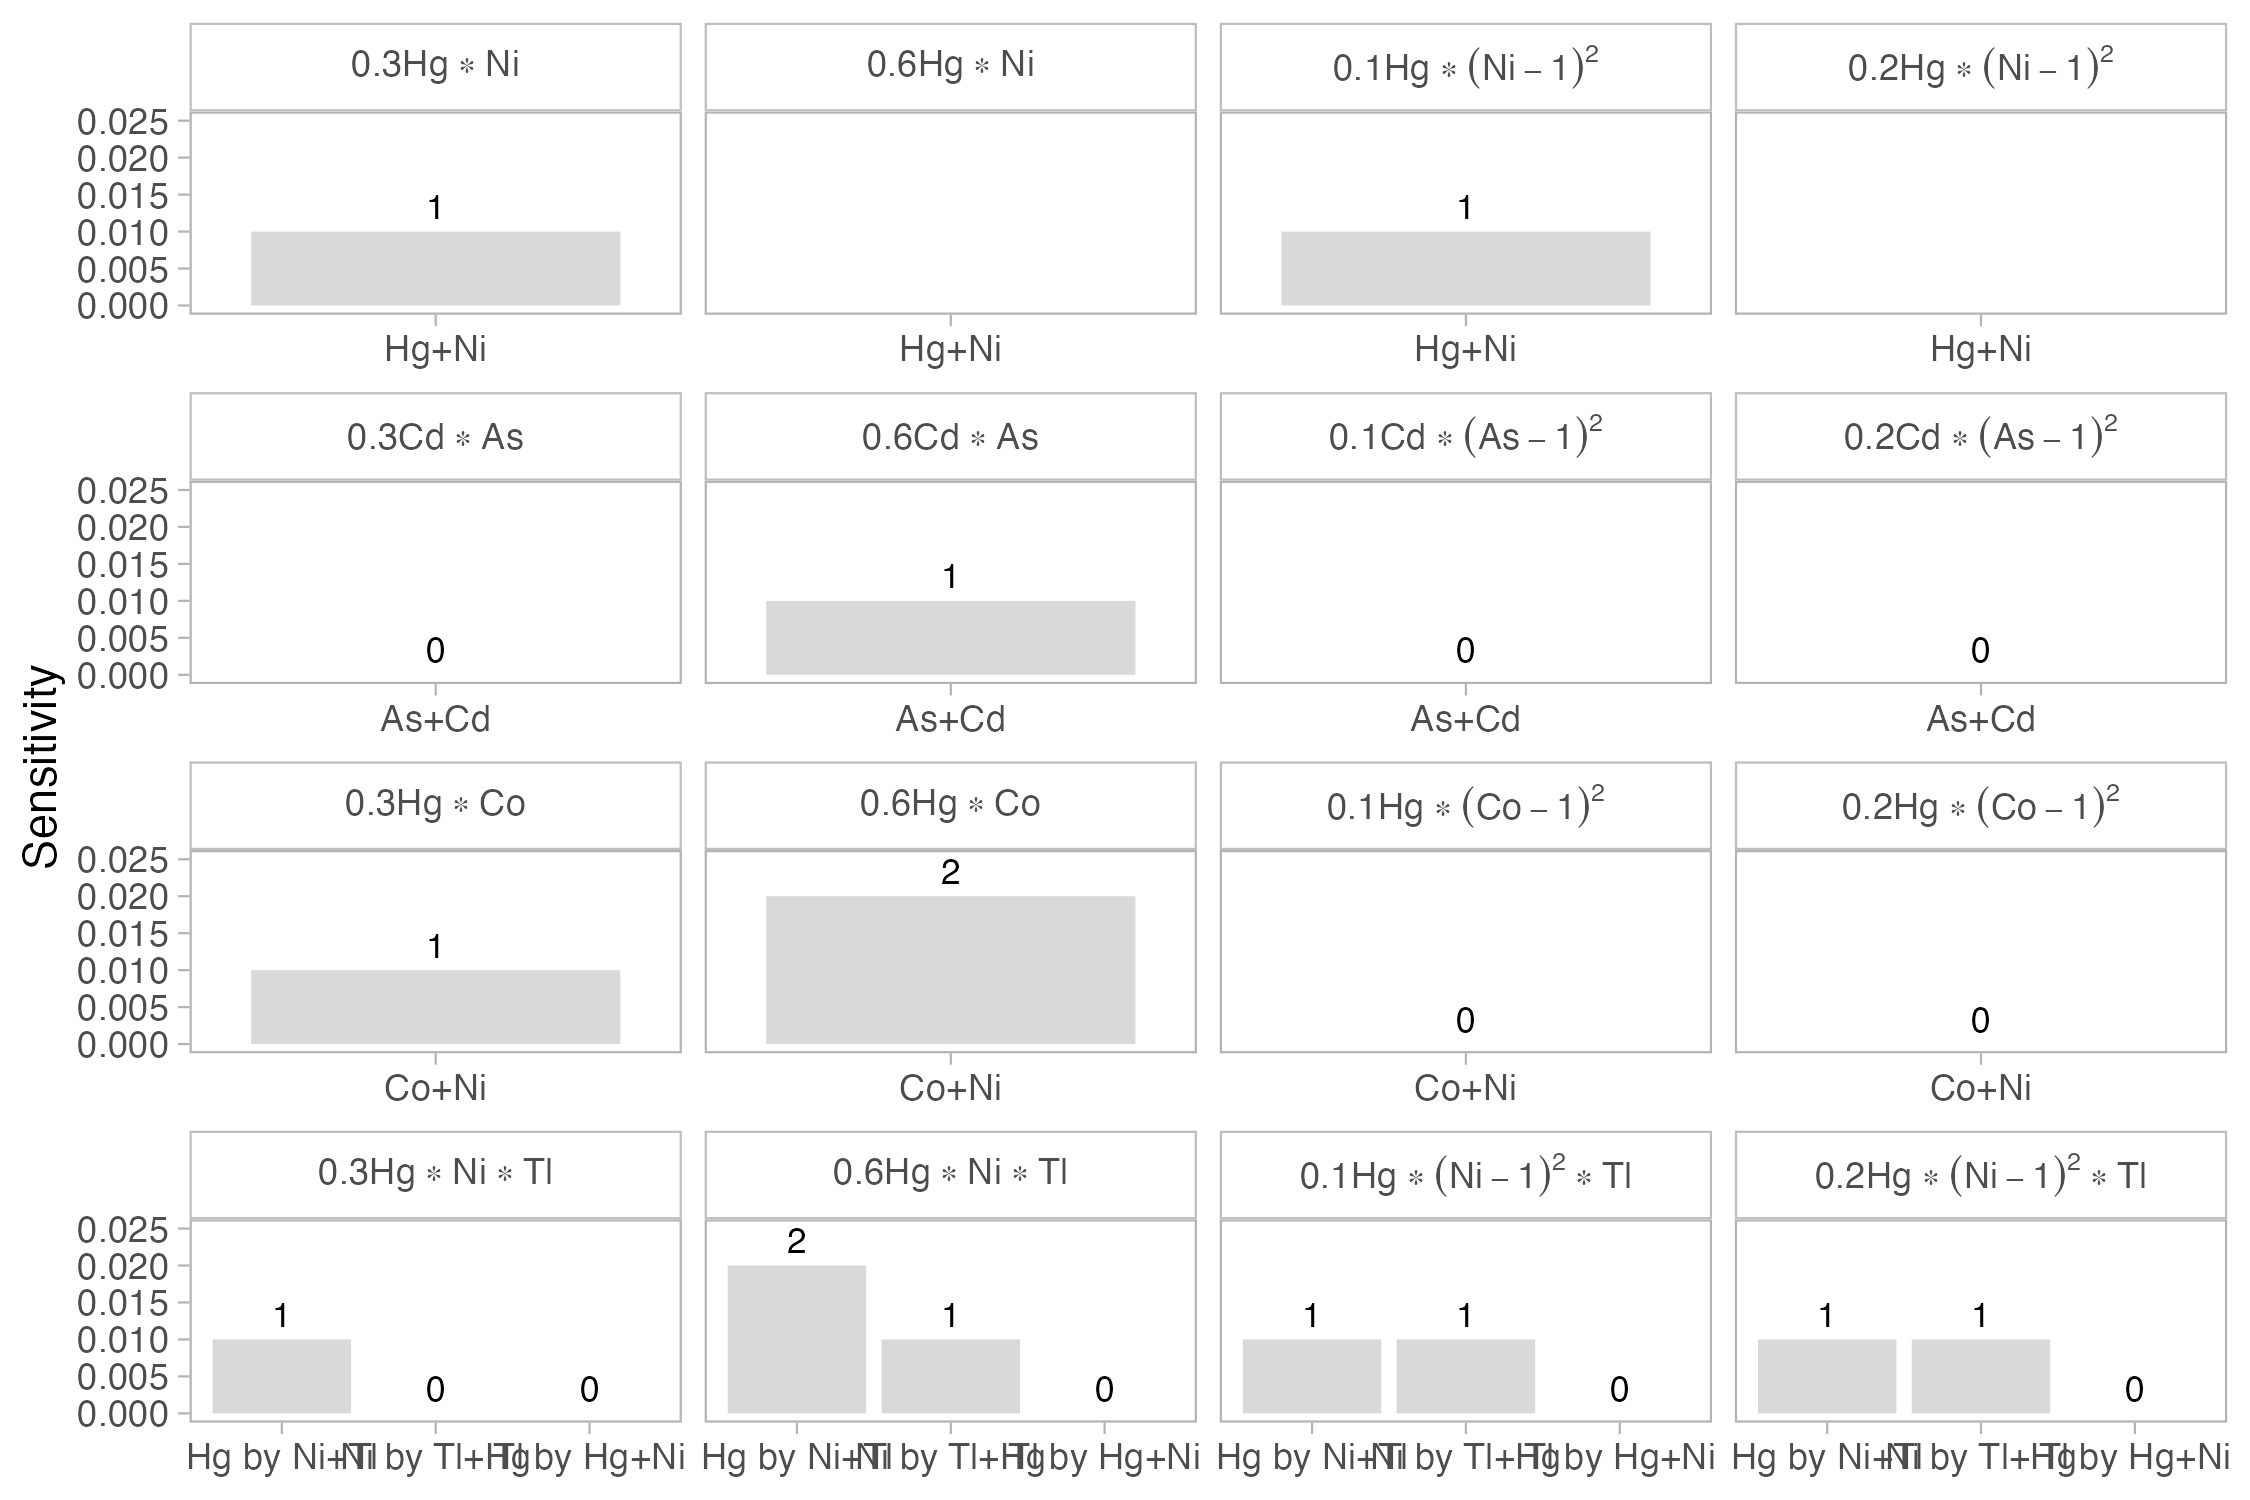 Sensitivity
0.3Hg ∗ Ni
0.6Hg ∗ Ni
0.1Hg ∗ (Ni − 1)²
0.2Hg ∗ (Ni − 1)²
0.025
0.020
0.015
0.010
0.005
0.000
1
1
Hg+Ni
Hg+Ni
Hg+Ni
Hg+Ni
0.3Cd ∗ As
0.6Cd ∗ As
0.1Cd ∗ (As − 1)²
0.2Cd ∗ (As − 1)²
0.025
0.020
0.015
0.010
0.005
0.000
0
1
0
0
As+Cd
As+Cd
As+Cd
As+Cd
0.3Hg ∗ Co
0.6Hg ∗ Co
0.1Hg ∗ (Co − 1)²
0.2Hg ∗ (Co − 1)²
0.025
0.020
0.015
0.010
0.005
0.000
1
2
0
0
Co+Ni
Co+Ni
Co+Ni
Co+Ni
0.3Hg ∗ Ni ∗ Tl
0.6Hg ∗ Ni ∗ Tl
0.1Hg ∗ (Ni − 1)² ∗ Tl
0.2Hg ∗ (Ni − 1)² ∗ Tl
0.025
0.020
0.015
0.010
0.005
0.000
1
0
0
2
1
0
1
1
0
1
1
0
Hg by Ni+Tl
Ni by Tl+Hg
Tl by Hg+Ni
Hg by Ni+Tl
Ni by Tl+Hg
Tl by Hg+Ni
Hg by Ni+Tl
Ni by Tl+Hg
Tl by Hg+Ni
Hg by Ni+Tl
Ni by Tl+Hg
Tl by Hg+Ni